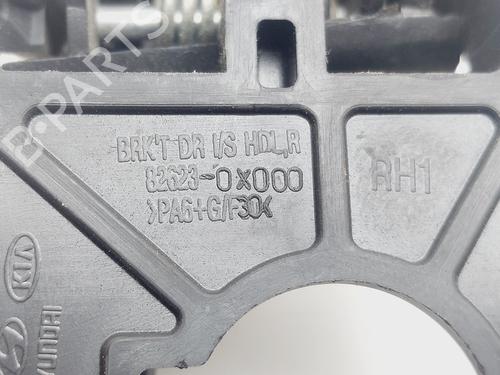 BRK'T DR I/S HDL,R
82623-0X000
>PA6+G/F30<
RH1
KIA
HYUNDAI
B-PARTS